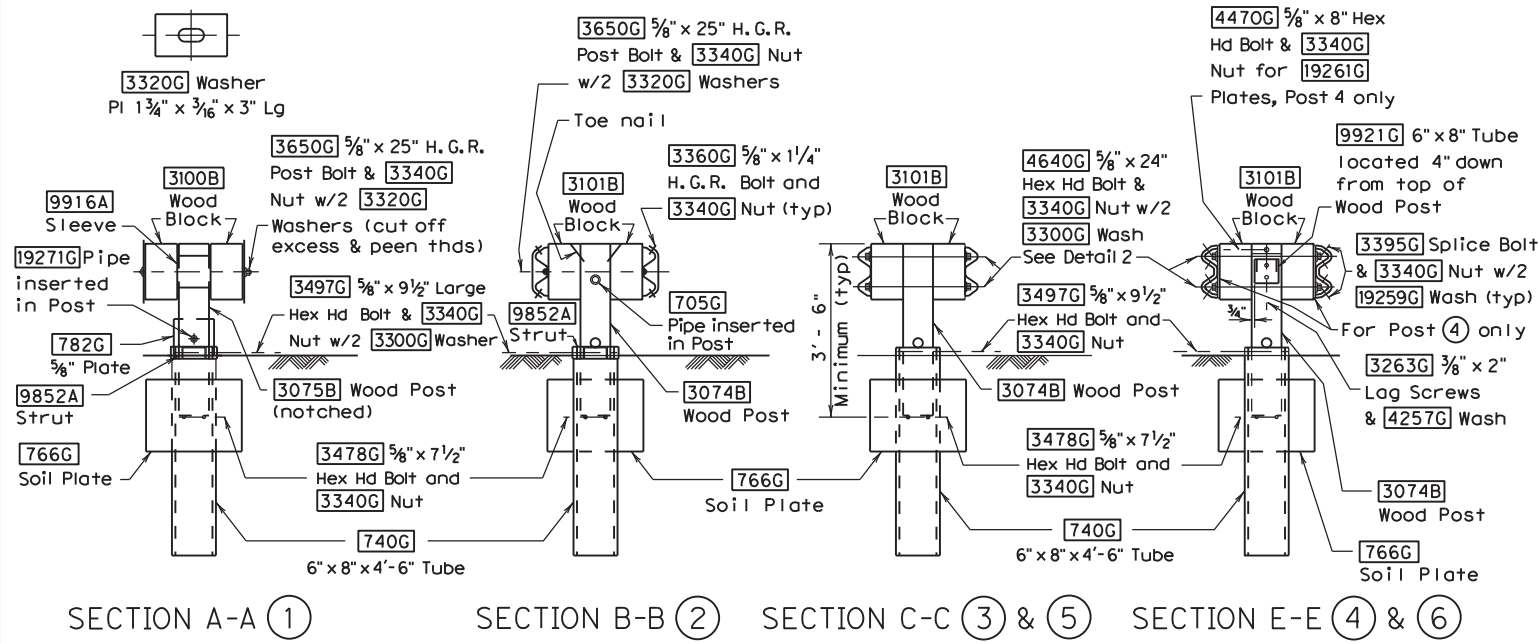 3320G Washer
Pl 1¾" x 3⁄16" x 3" Lg
9916A
Sleeve
19271G Pipe
inserted
in Post
782G
⅝" Plate
9852A
Strut
766G
Soil Plate
3100B
Wood
Block
3650G ⅝" x 25" H.G.R.
Post Bolt & 3340G
Nut w/2 3320G
Washers (cut off
excess & peen thds)
3497G ⅝" x 9½" Large
Hex Hd Bolt & 3340G
Nut w/2 3300G Washer
3075B Wood Post
(notched)
3478G ⅝" x 7½"
Hex Hd Bolt and
3340G Nut
740G
6" x 8" x 4'-6" Tube
SECTION A-A 1
3650G ⅝" x 25" H.G.R.
Post Bolt & 3340G Nut
w/2 3320G Washers
Toe nail
3101B
Wood
Block
3360G ⅝" x 1¼"
H.G.R. Bolt and
3340G Nut (typ)
9852A
Strut
705G
Pipe inserted
in Post
3074B
Wood Post
766G
Soil Plate
SECTION B-B 2
3101B
Wood
Block
3'- 6"
Minimum (typ)
4640G ⅝" x 24"
Hex Hd Bolt &
3340G Nut w/2
3300G Wash
See Detail 2
3497G ⅝" x 9½"
Hex Hd Bolt and
3340G Nut
3074B Wood Post
3478G ⅝" x 7½"
Hex Hd Bolt and
3340G Nut
740G
6" x 8" x 4'-6" Tube
SECTION C-C 3 & 5
4470G ⅝" x 8" Hex
Hd Bolt & 3340G
Nut for 19261G
Plates, Post 4 only
9921G 6" x 8" Tube
located 4" down
from top of
Wood Post
3101B
Wood
Block
3395G Splice Bolt
& 3340G Nut w/2
19259G Wash (typ)
¾"
For Post 4 only
3263G ⅜" x 2"
Lag Screws
& 4257G Wash
3074B
Wood Post
766G
Soil Plate
SECTION E-E 4 & 6